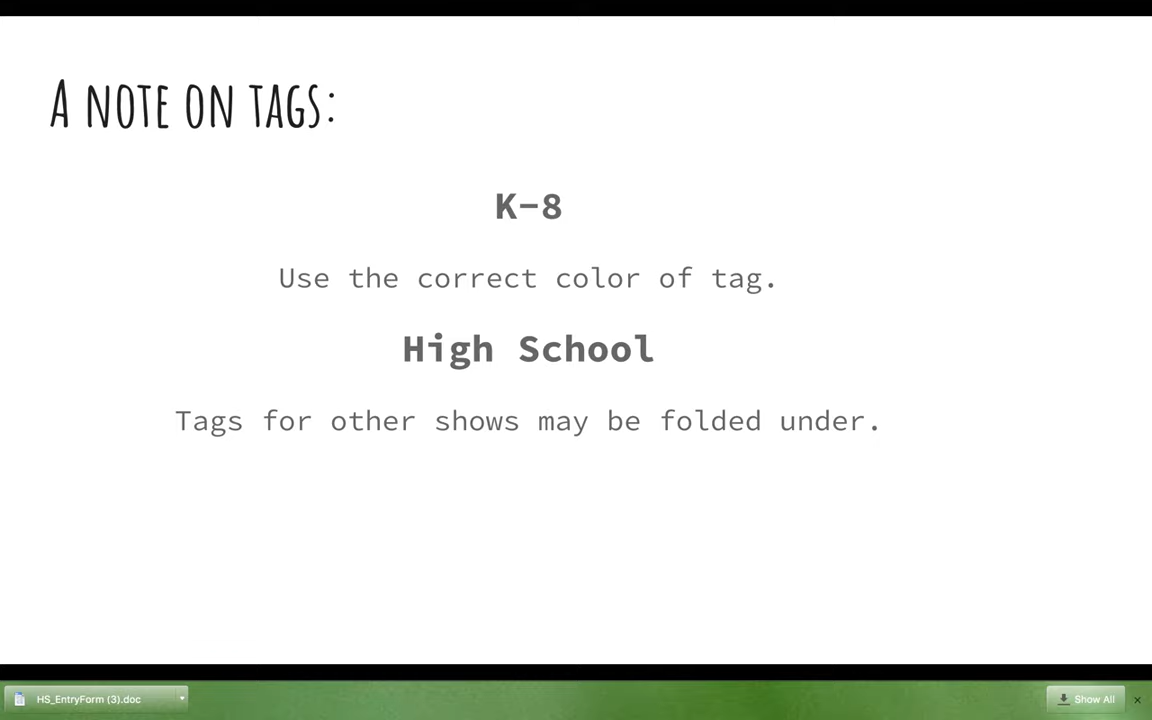 A NOTE ON TAGS:
K-8
Use the correct color of tag.
High School
Tags for other shows may be folded under.
HS_EntryForm (3).doc
Show All